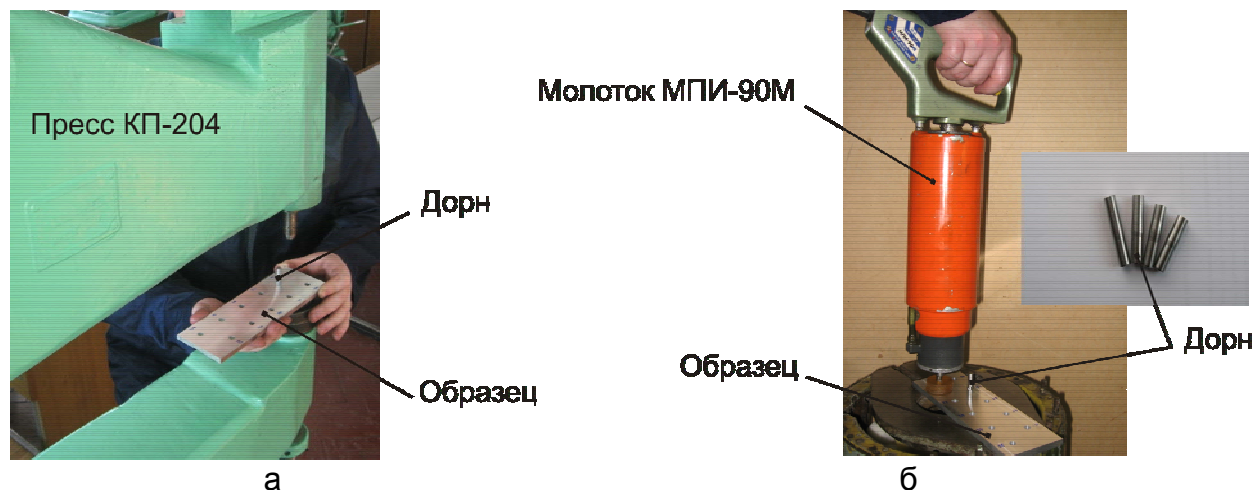 Пресс КП-204
Дорн
Образец
а
Молоток МПИ-90М
Образец
Дорн
б